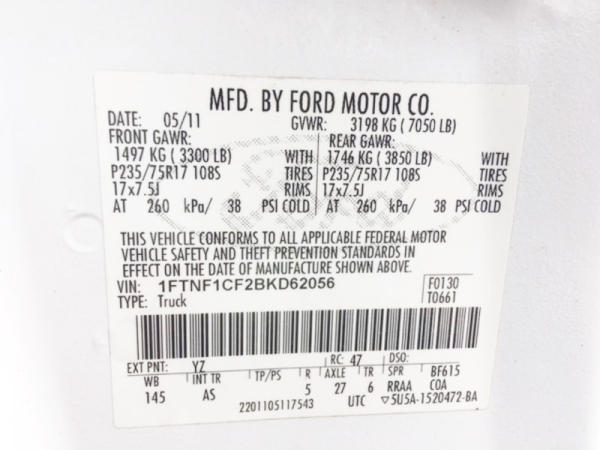 MFD. BY FORD MOTOR CO.
DATE: 05/11 GVWR: 3198 KG ( 7050 LB)
FRONT GAWR: REAR GAWR:
1497 KG ( 3300 LB) WITH 1746 KG ( 3850 LB) WITH
P235/75R17 108S TIRES P235/75R17 108S TIRES
17x7.5J RIMS 17x7.5J RIMS
AT 260 kPa/ 38 PSI COLD AT 260 kPa/ 38 PSI COLD
THIS VEHICLE CONFORMS TO ALL APPLICABLE FEDERAL MOTOR
VEHICLE SAFETY AND THEFT PREVENTION STANDARDS IN
EFFECT ON THE DATE OF MANUFACTURE SHOWN ABOVE.
VIN: 1FTNF1CF2BKD62056 F0130
TYPE: Truck T0661
EXT PNT: YZ RC: 47 DSO:
WB INT TR TP/PS R AXLE TR SPR BF615
145 AS 5 27 6 RRAA COA
2201105117543 UTC ▽5U5A-1520472-BA